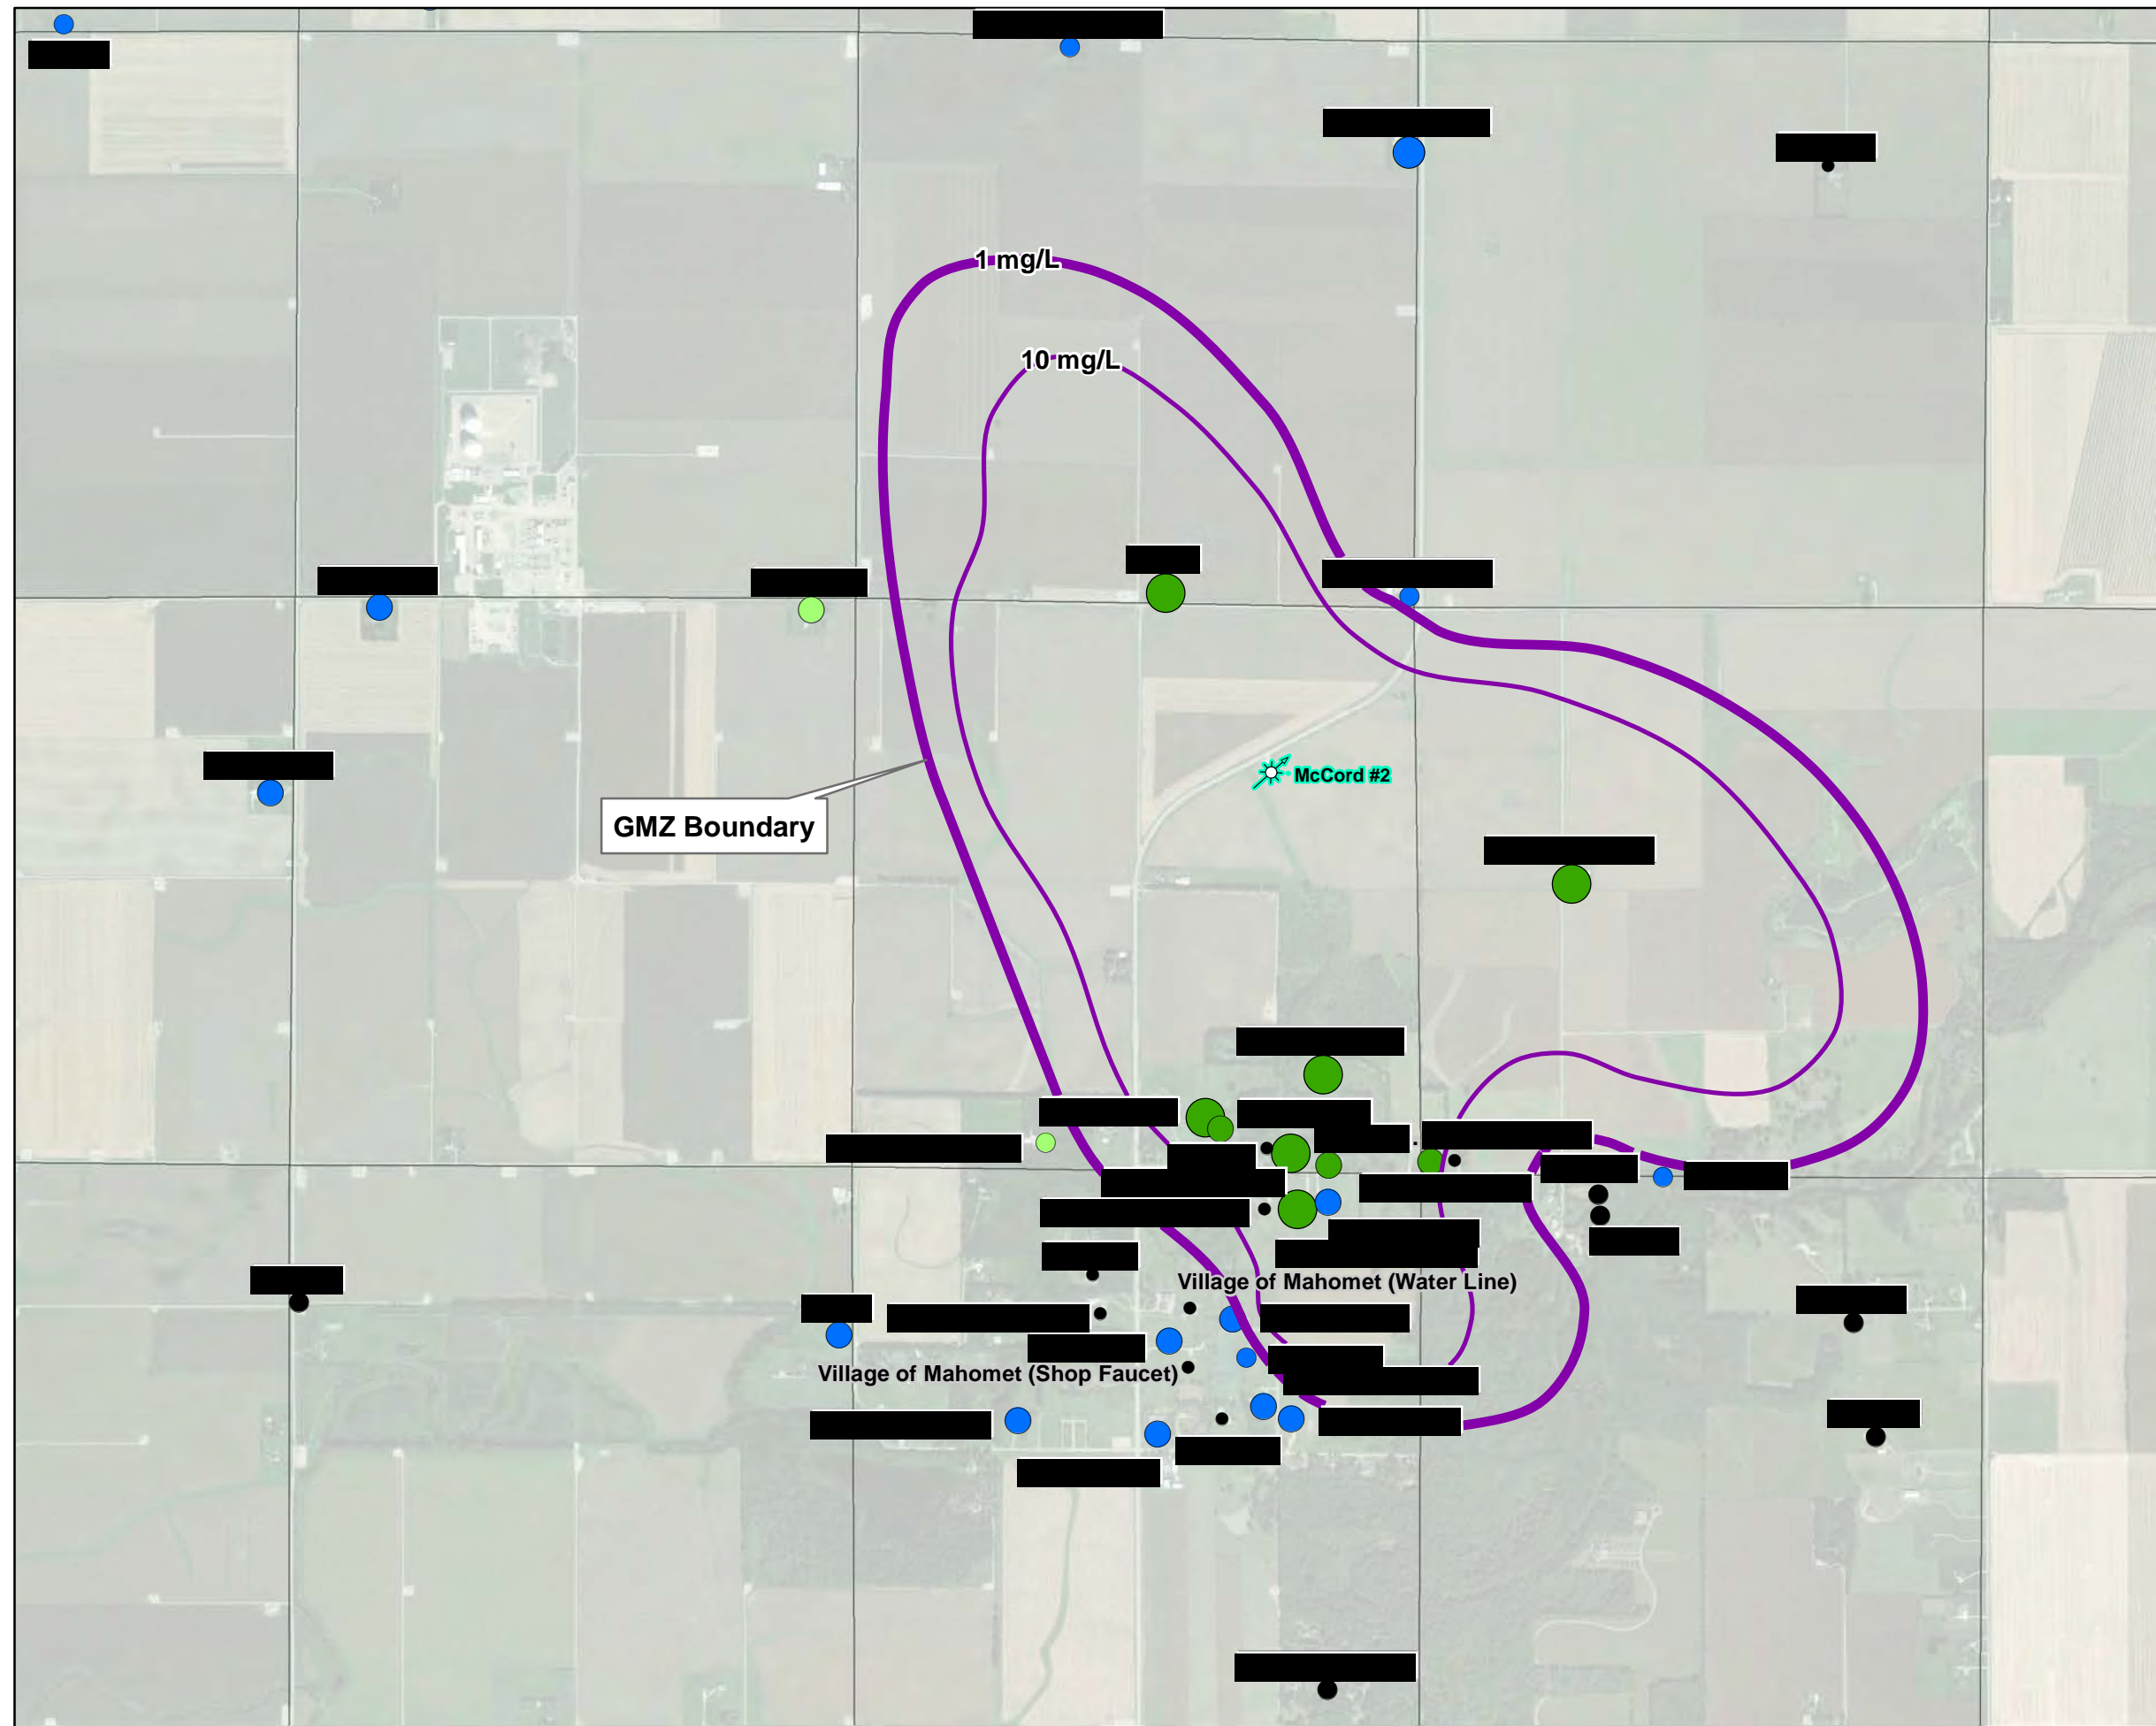 1 mg/L
10 mg/L
McCord #2
GMZ Boundary
Village of Mahomet (Water Line)
Village of Mahomet (Shop Faucet)